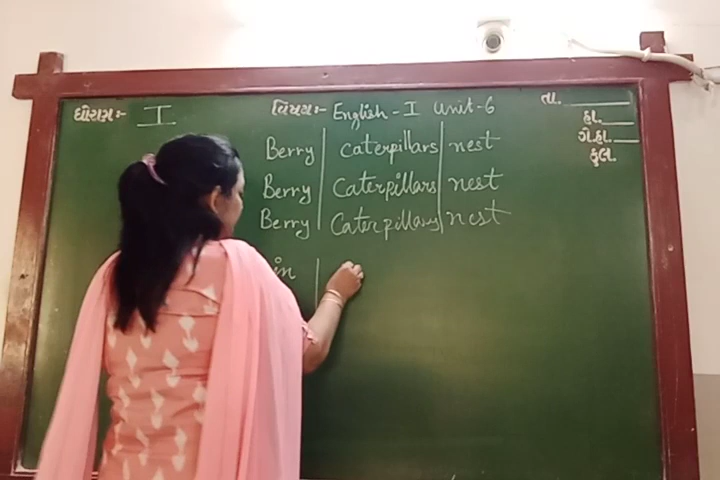 ધોરણ:- I વિષય:- English - I Unit - 6 તા.
હા.
ગે.હા.
કુલ.
Berry Caterpillars nest
Berry Caterpillars nest
Berry Caterpillars nest
in